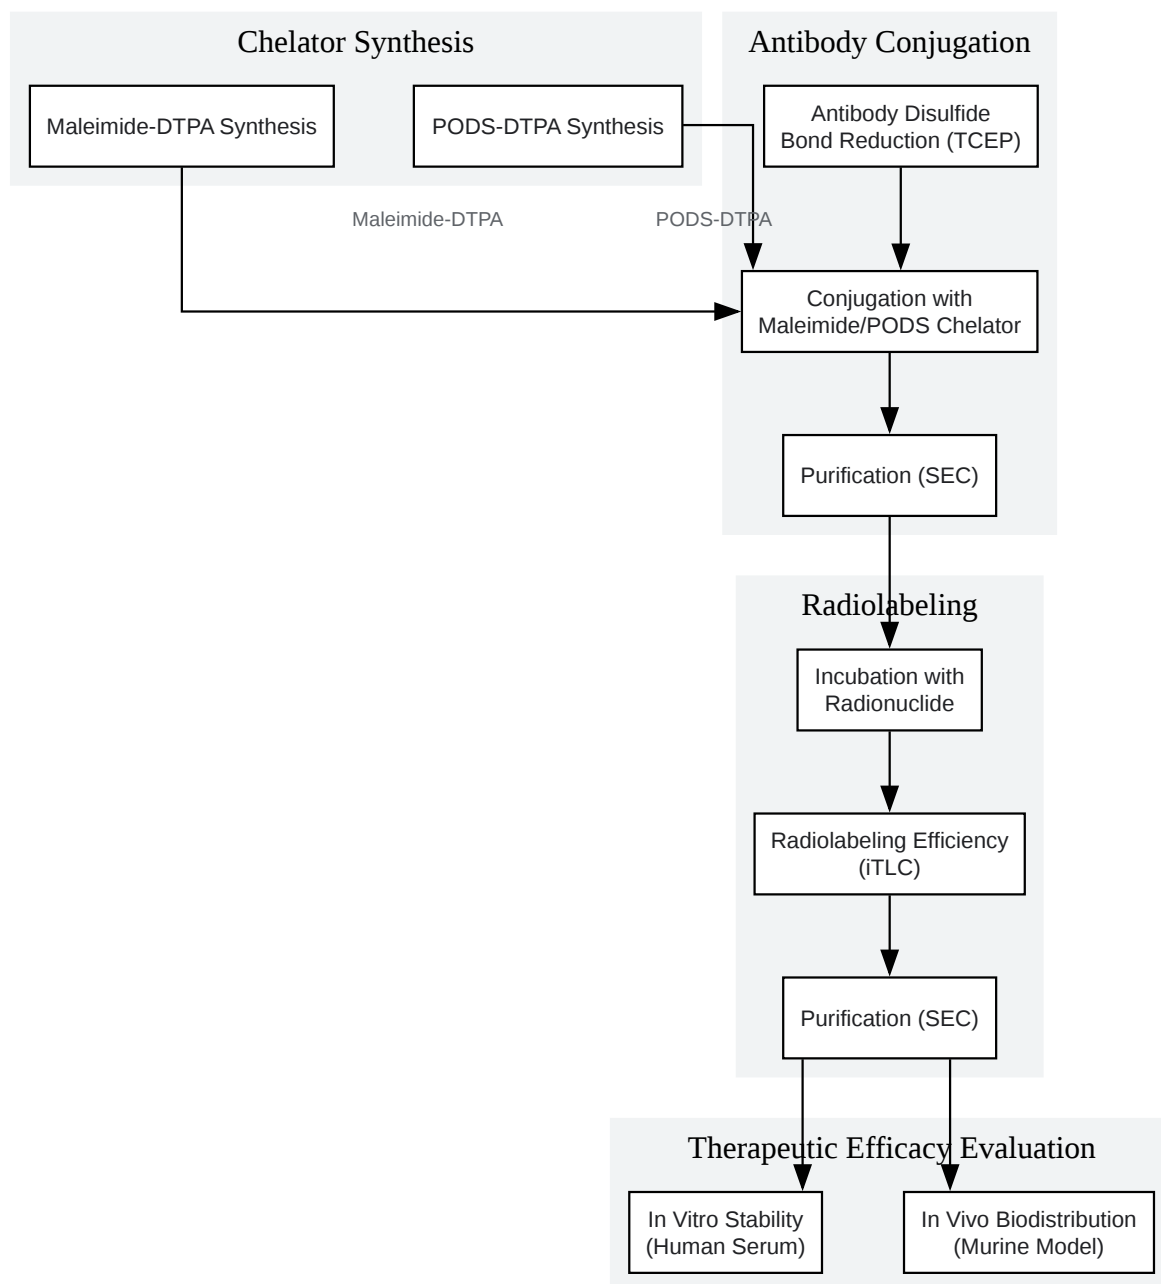 Chelator Synthesis
Maleimide-DTPA Synthesis
PODS-DTPA Synthesis
Antibody Conjugation
Antibody Disulfide
Bond Reduction (TCEP)
Maleimide-DTPA
PODS-DTPA
Conjugation with
Maleimide/PODS Chelator
Purification (SEC)
Radiolabeling
Incubation with
Radionuclide
Radiolabeling Efficiency
(iTLC)
Purification (SEC)
Therapeutic Efficacy Evaluation
In Vitro Stability
(Human Serum)
In Vivo Biodistribution
(Murine Model)